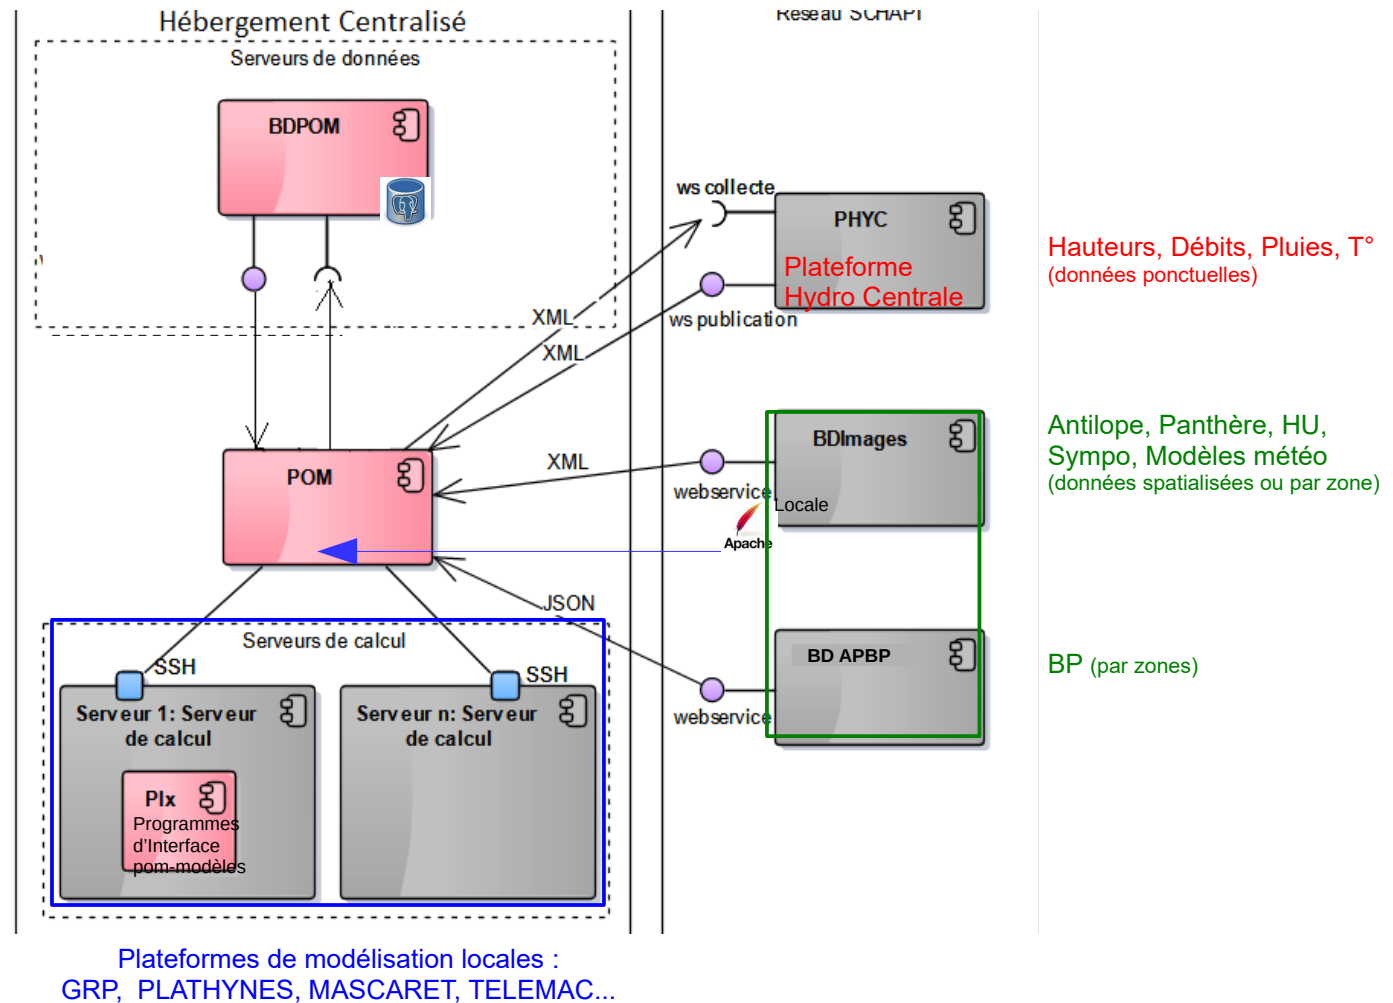 Hébergement Centralisé
Réseau SCHAPI
Serveurs de données
BDPOM
ws collecte
PHYC
Plateforme
Hydro Centrale
ws publication
Hauteurs, Débits, Pluies, T°
(données ponctuelles)
XML
XML
POM
XML
BDImages
webservice
Locale
Apache
Antilope, Panthère, HU,
Sympo, Modèles météo
(données spatialisées ou par zone)
JSON
BD APBP
webservice
BP (par zones)
Serveurs de calcul
SSH
SSH
Serveur 1: Serveur
de calcul
Serveur n: Serveur
de calcul
PIx
Programmes
d'Interface
pom-modèles
Plateformes de modélisation locales :
GRP, PLATHYNES, MASCARET, TELEMAC...